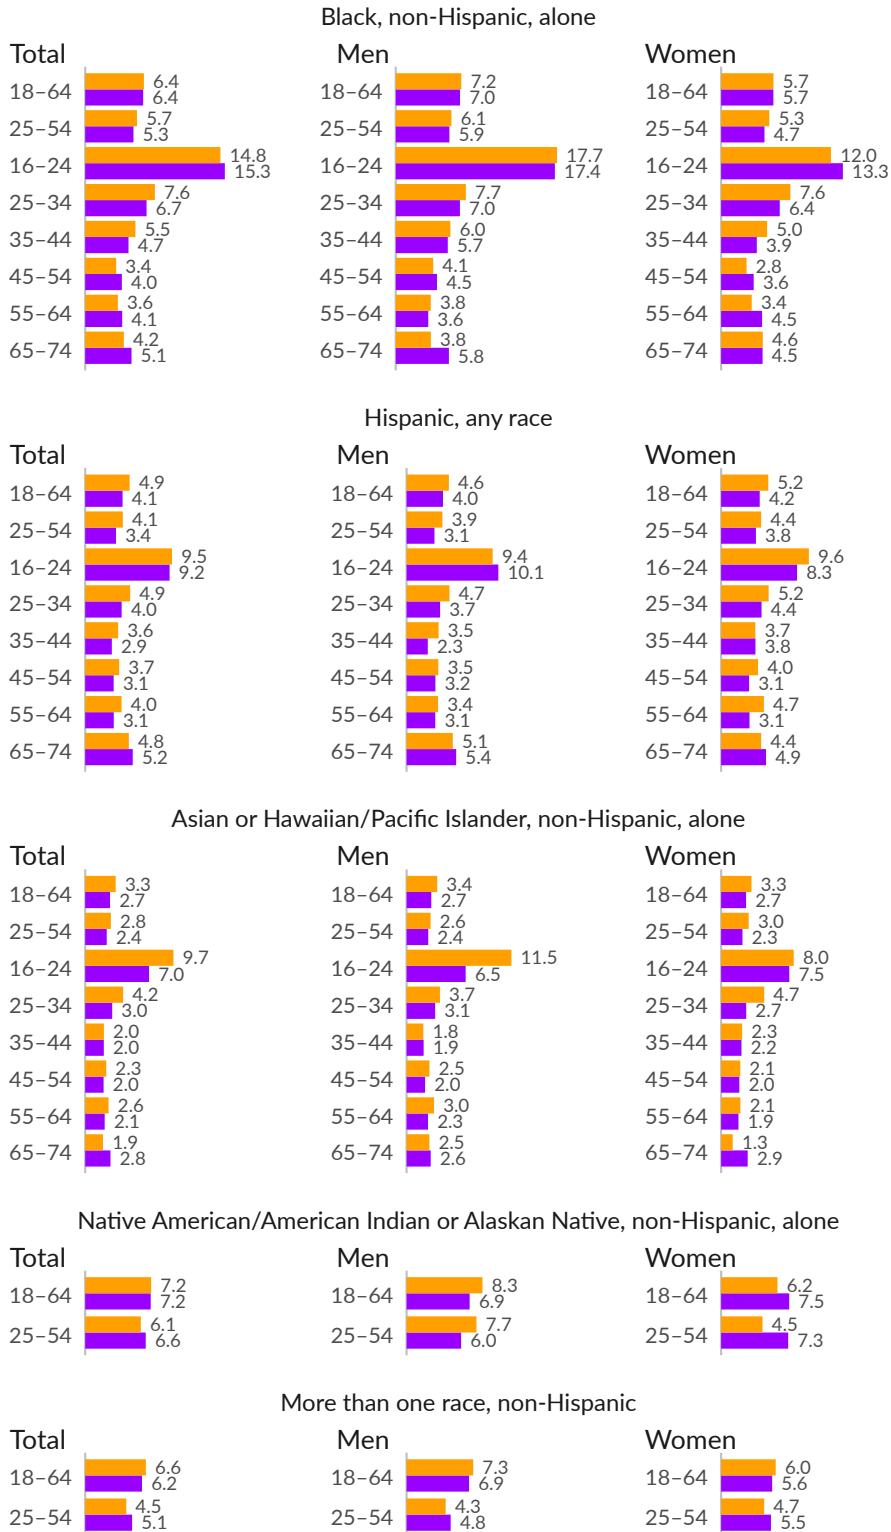 Black, non-Hispanic, alone
Total Men Women
18–64 6.4 18–64 7.2 18–64 5.7
6.4 7.0 5.7
25–54 5.7 25–54 6.1 25–54 5.3
5.3 5.9 4.7
16–24 14.8 16–24 17.7 16–24 12.0
15.3 17.4 13.3
25–34 7.6 25–34 7.7 25–34 7.6
6.7 7.0 6.4
35–44 5.5 35–44 6.0 35–44 5.0
4.7 5.7 3.9
45–54 3.4 45–54 4.1 45–54 2.8
4.0 4.5 3.6
55–64 3.6 55–64 3.8 55–64 3.4
4.1 3.6 4.5
65–74 4.2 65–74 3.8 65–74 4.6
5.1 5.8 4.5
Hispanic, any race
Total Men Women
18–64 4.9 18–64 4.6 18–64 5.2
4.1 4.0 4.2
25–54 4.1 25–54 3.9 25–54 4.4
3.4 3.1 3.8
16–24 9.5 16–24 9.4 16–24 9.6
9.2 10.1 8.3
25–34 4.9 25–34 4.7 25–34 5.2
4.0 3.7 4.4
35–44 3.6 35–44 3.5 35–44 3.7
2.9 2.3 3.8
45–54 3.7 45–54 3.5 45–54 4.0
3.1 3.2 3.1
55–64 4.0 55–64 3.4 55–64 4.7
3.1 3.1 3.1
65–74 4.8 65–74 5.1 65–74 4.4
5.2 5.4 4.9
Asian or Hawaiian/Pacific Islander, non-Hispanic, alone
Total Men Women
18–64 3.3 18–64 3.4 18–64 3.3
2.7 2.7 2.7
25–54 2.8 25–54 2.6 25–54 3.0
2.4 2.4 2.3
16–24 9.7 16–24 11.5 16–24 8.0
7.0 6.5 7.5
25–34 4.2 25–34 3.7 25–34 4.7
3.0 3.1 2.7
35–44 2.0 35–44 1.8 35–44 2.3
2.0 1.9 2.2
45–54 2.3 45–54 2.5 45–54 2.1
2.0 2.0 2.0
55–64 2.6 55–64 3.0 55–64 2.1
2.1 2.3 1.9
65–74 1.9 65–74 2.5 65–74 1.3
2.8 2.6 2.9
Native American/American Indian or Alaskan Native, non-Hispanic, alone
Total Men Women
18–64 7.2 18–64 8.3 18–64 6.2
7.2 6.9 7.5
25–54 6.1 25–54 7.7 25–54 4.5
6.6 6.0 7.3
More than one race, non-Hispanic
Total Men Women
18–64 6.6 18–64 7.3 18–64 6.0
6.2 6.9 5.6
25–54 4.5 25–54 4.3 25–54 4.7
5.1 4.8 5.5